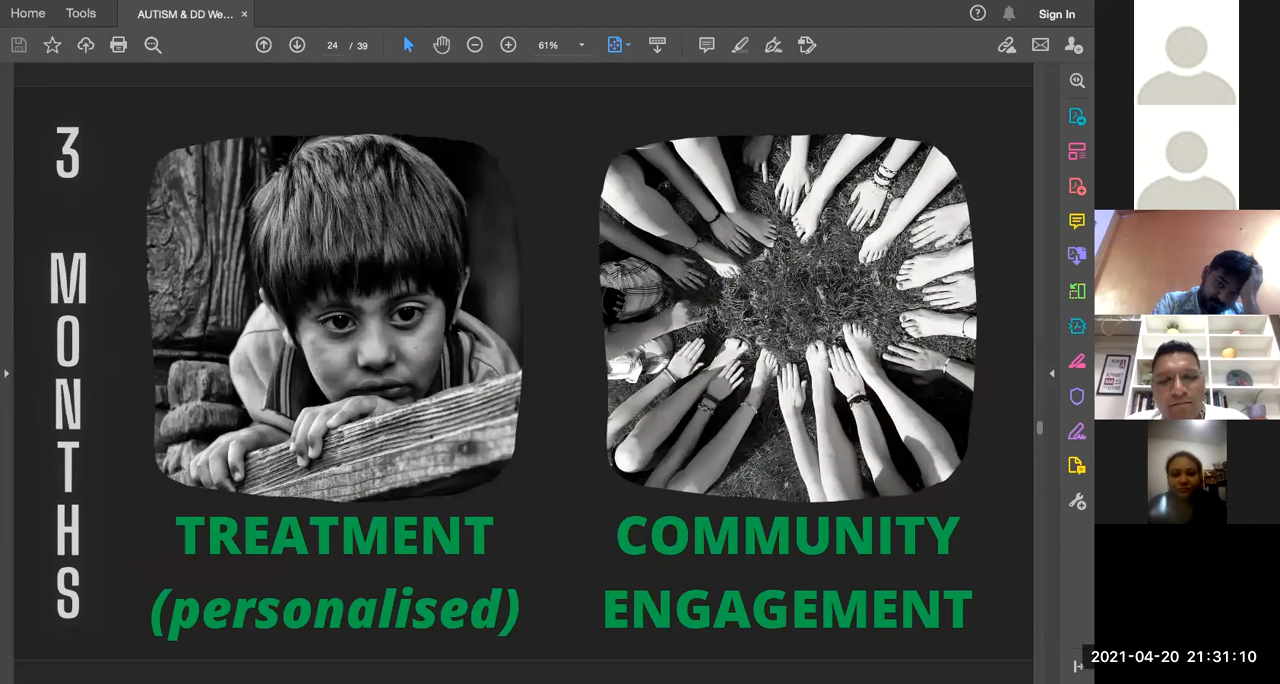 Home
Tools
AUTISM & DD We...
Sign In
24 / 39
61%
3
MONTHS
TREATMENT
(personalised)
COMMUNITY
ENGAGEMENT
2021-04-20 21:31:10